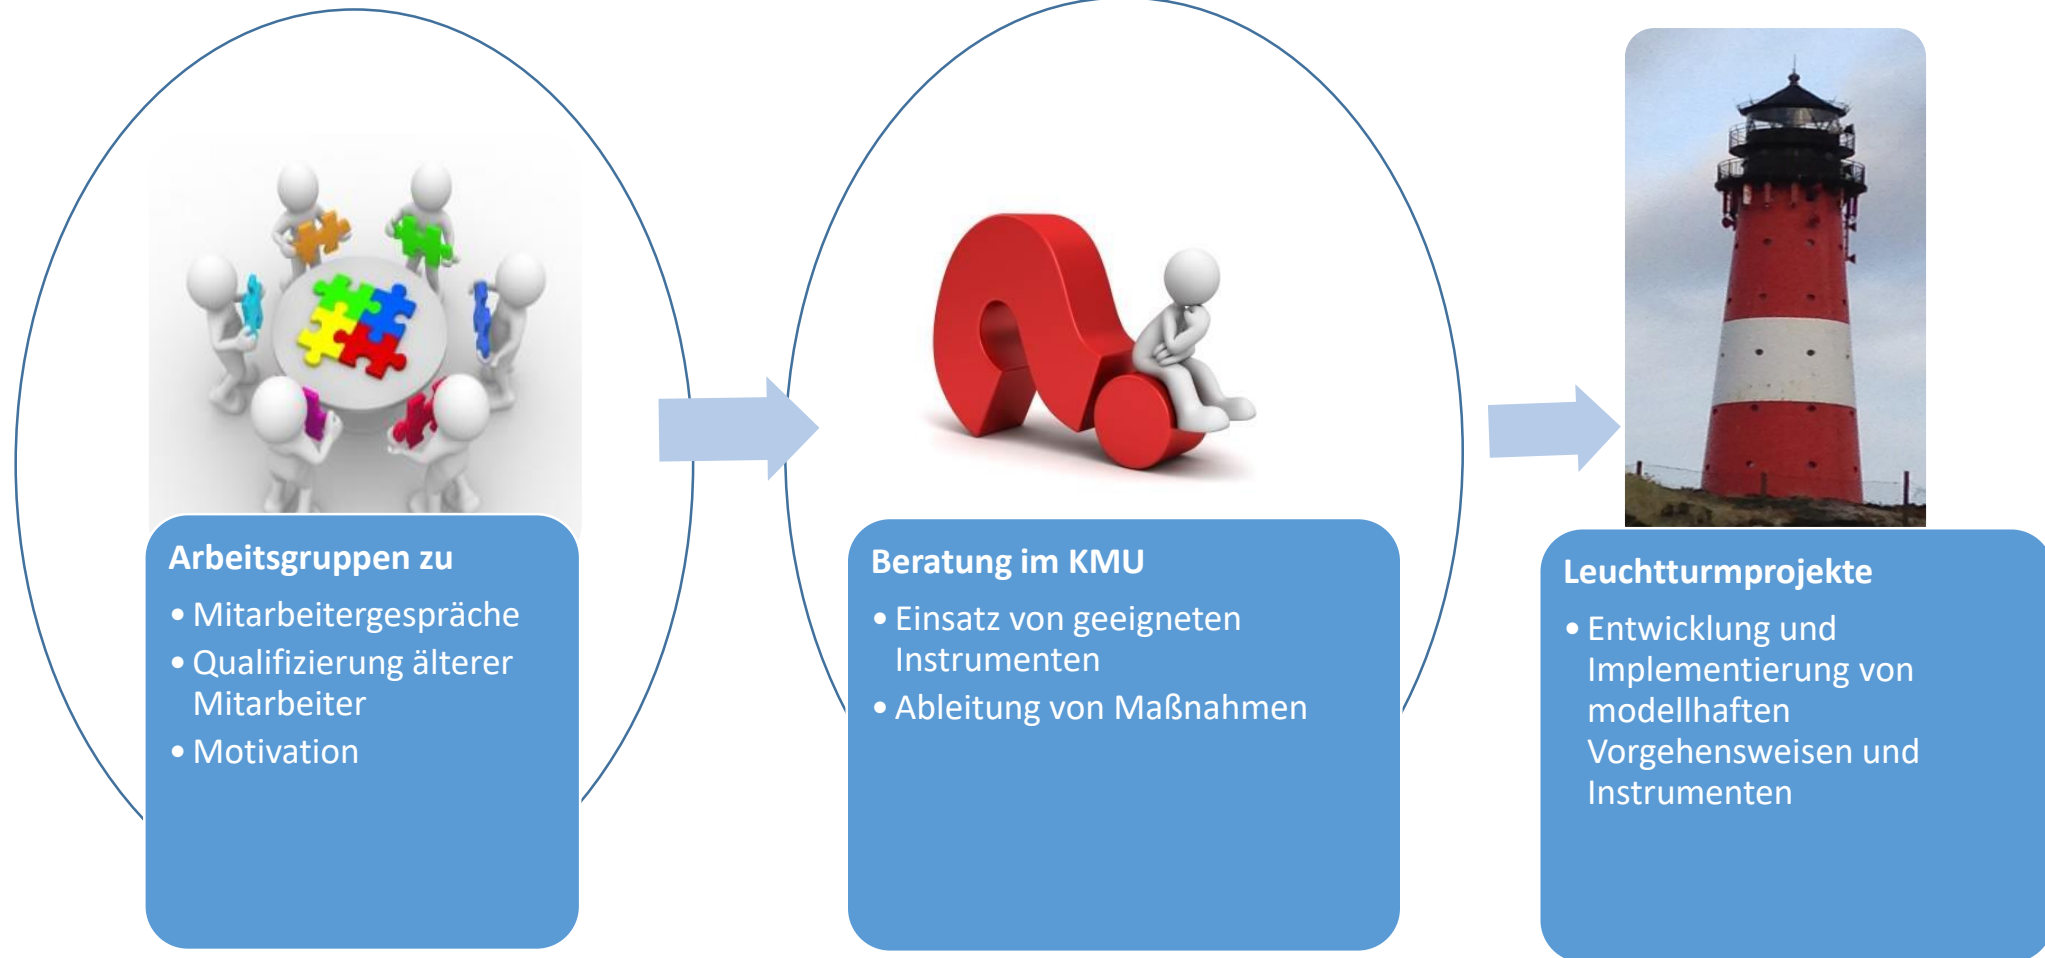 Arbeitsgruppen zu
• Mitarbeitergespräche
• Qualifizierung älterer
Mitarbeiter
• Motivation
Beratung im KMU
• Einsatz von geeigneten
Instrumenten
• Ableitung von Maßnahmen
Leuchtturmprojekte
• Entwicklung und
Implementierung von
modellhaften
Vorgehensweisen und
Instrumenten